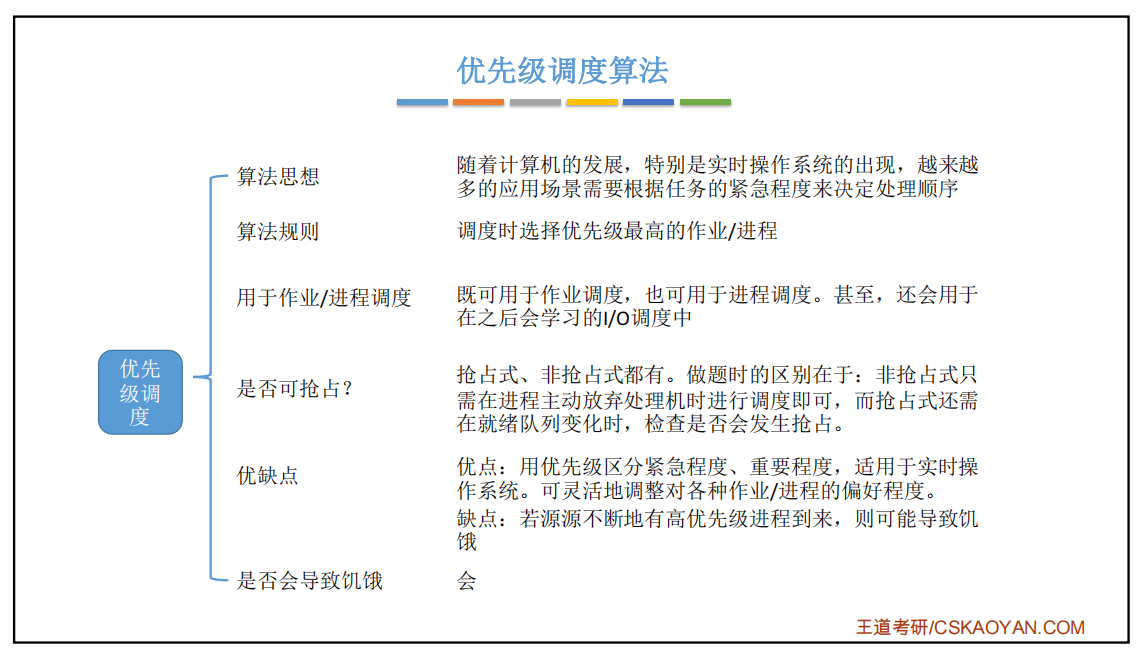 优先级调度算法
算法思想
随着计算机的发展，特别是实时操作系统的出现，越来越
多的应用场景需要根据任务的紧急程度来决定处理顺序
算法规则
调度时选择优先级最高的作业/进程
用于作业/进程调度
既可用于作业调度，也可用于进程调度。甚至，还会用于
在之后会学习的I/O调度中
优先
级调
度
是否可抢占？
抢占式、非抢占式都有。做题时的区别在于：非抢占式只
需在进程主动放弃处理机时进行调度即可，而抢占式还需
在就绪队列变化时，检查是否会发生抢占。
优缺点
优点：用优先级区分紧急程度、重要程度，适用于实时操
作系统。可灵活地调整对各种作业/进程的偏好程度。
缺点：若源源不断地有高优先级进程到来，则可能导致饥
饿
是否会导致饥饿
会
王道考研/CSKAOYAN.COM